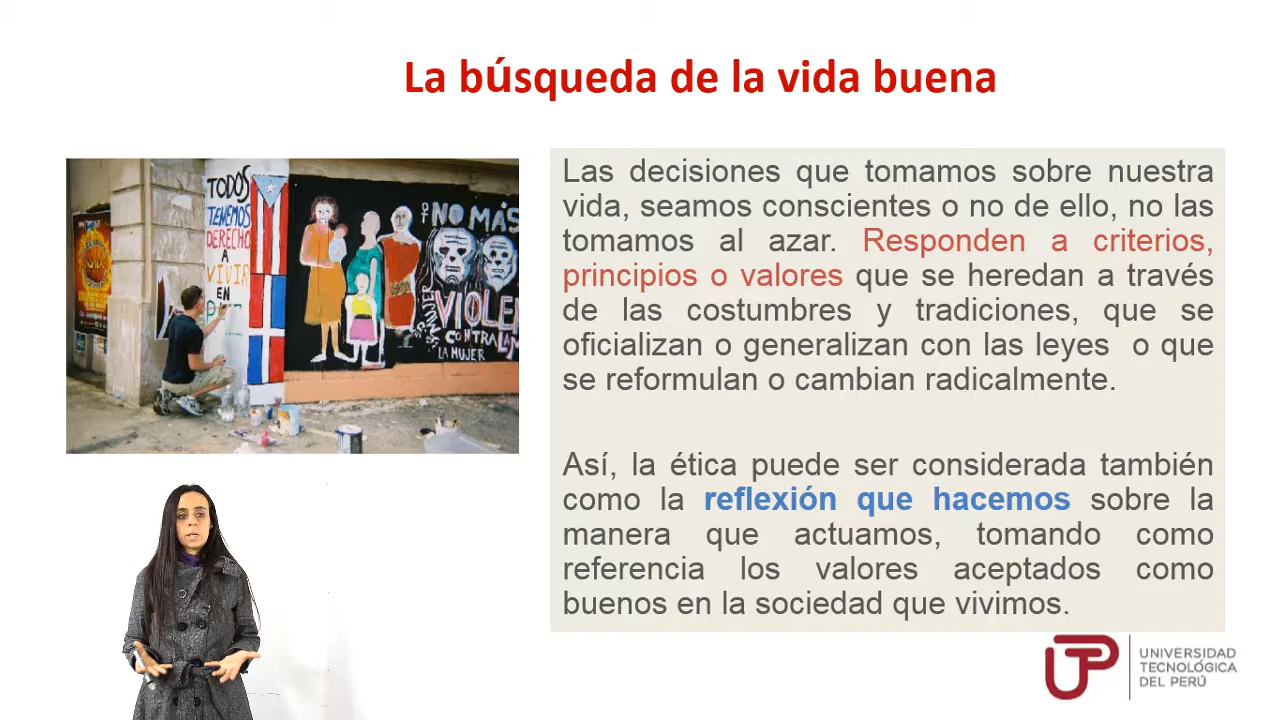 La búsqueda de la vida buena
TODOS
TENEMOS
DERECHO
A
VIVIR
EN
NO MÁS
VIOLE
CONTRA LA
MUJER
LA MUJER
Las decisiones que tomamos sobre nuestra
vida, seamos conscientes o no de ello, no las
tomamos al azar. Responden a criterios,
principios o valores que se heredan a través
de las costumbres y tradiciones, que se
oficializan o generalizan con las leyes o que
se reformulan o cambian radicalmente.
Así, la ética puede ser considerada también
como la reflexión que hacemos sobre la
manera que actuamos, tomando como
referencia los valores aceptados como
buenos en la sociedad que vivimos.
UTP
UNIVERSIDAD
TECNOLÓGICA
DEL PERÚ